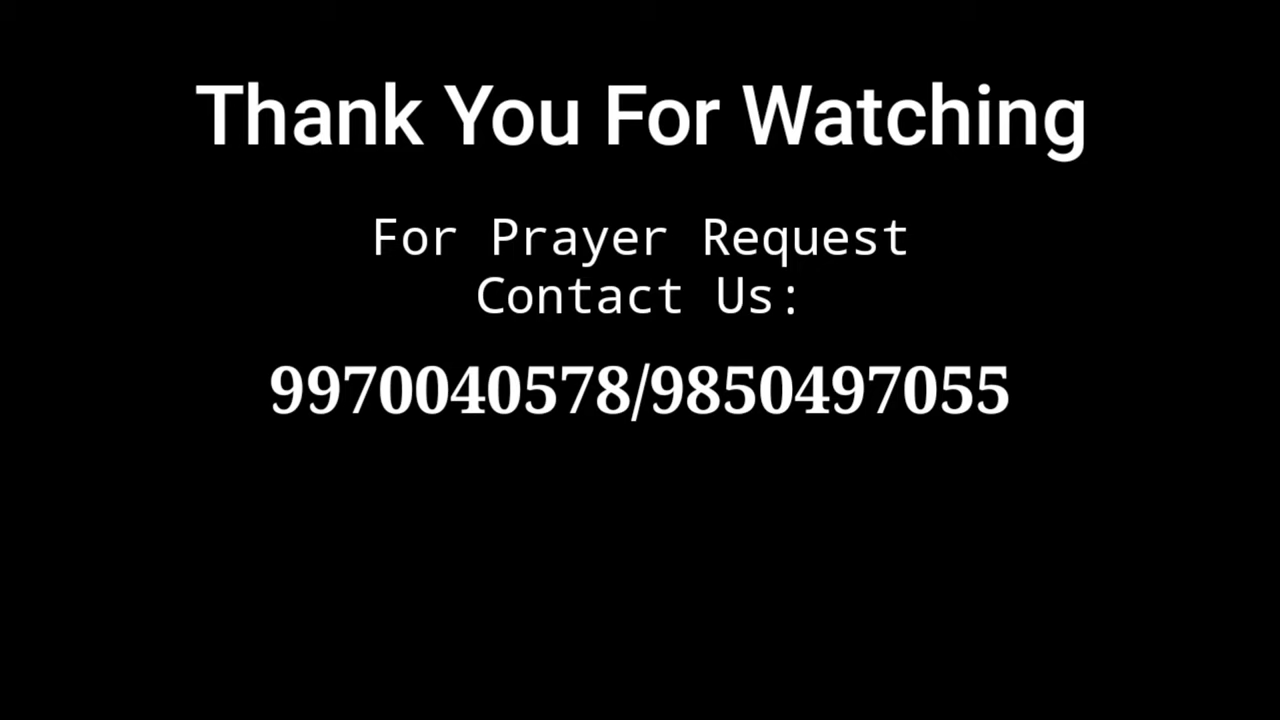 Thank You For Watching
For Prayer Request
Contact Us:
9970040578/9850497055